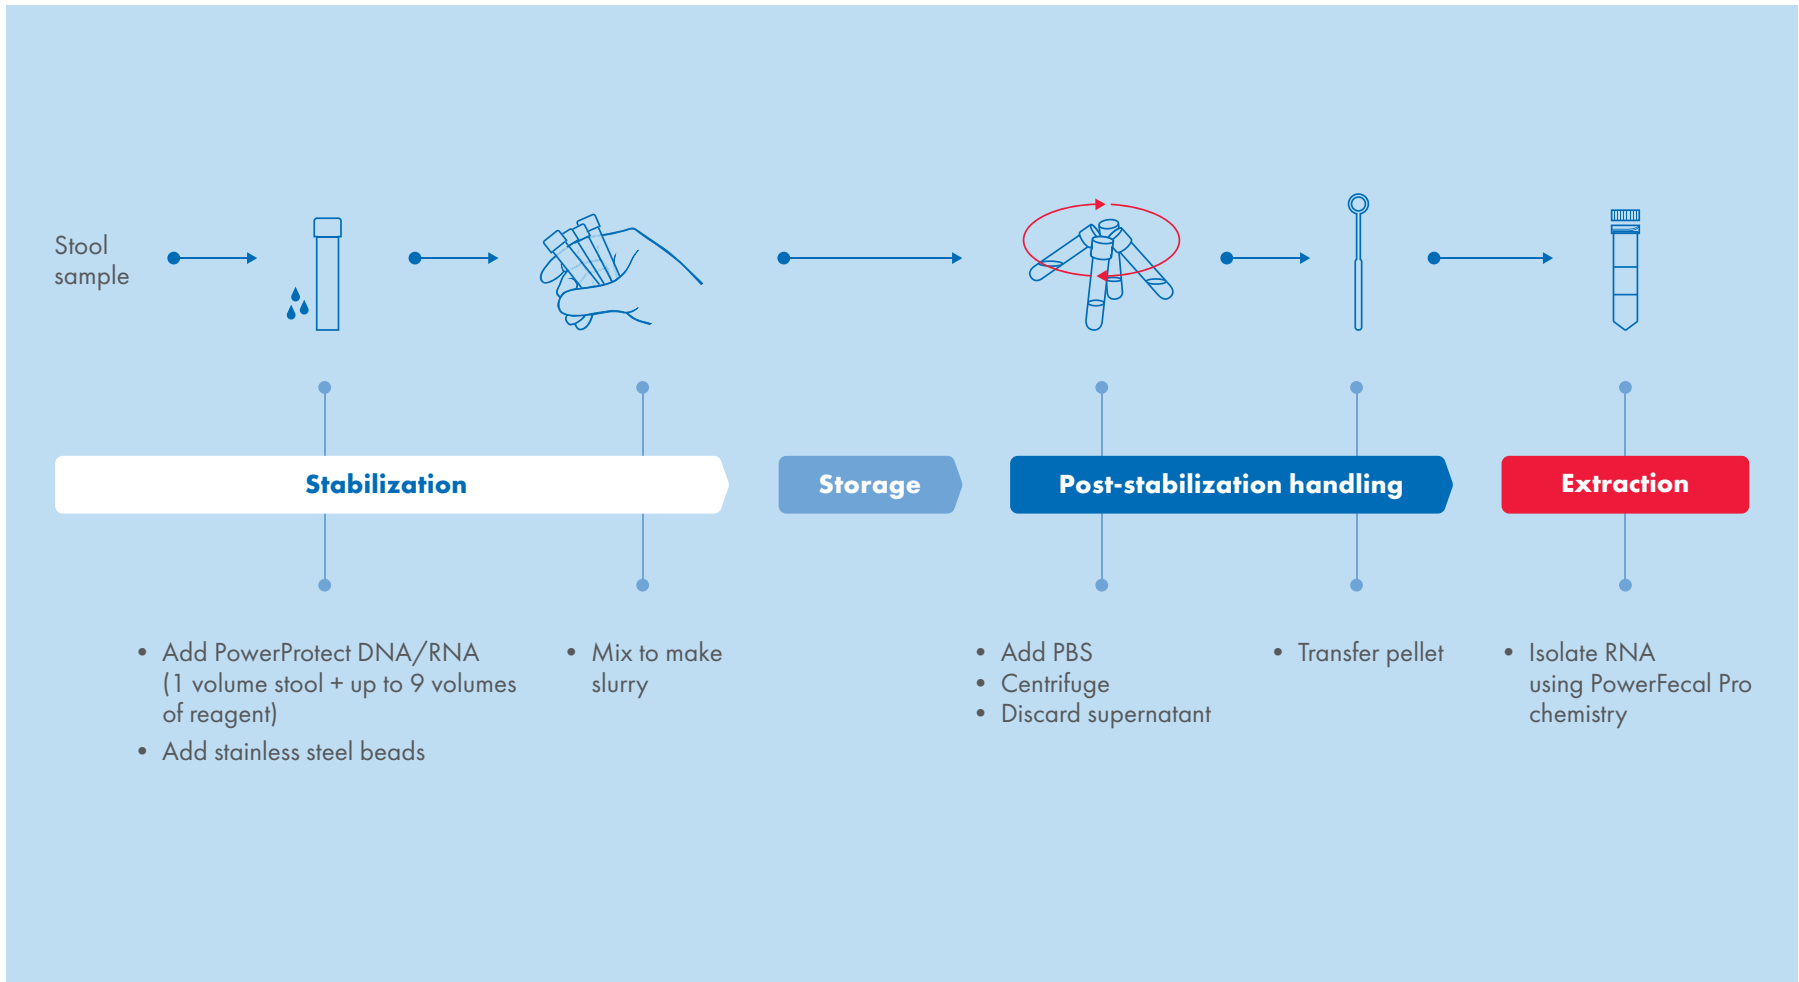 Stool
sample
Stabilization
Storage
Post-stabilization handling
Extraction
• Add PowerProtect DNA/RNA
(1 volume stool + up to 9 volumes
of reagent)
• Add stainless steel beads
• Mix to make
slurry
• Add PBS
• Centrifuge
• Discard supernatant
• Transfer pellet
• Isolate RNA
using PowerFecal Pro
chemistry